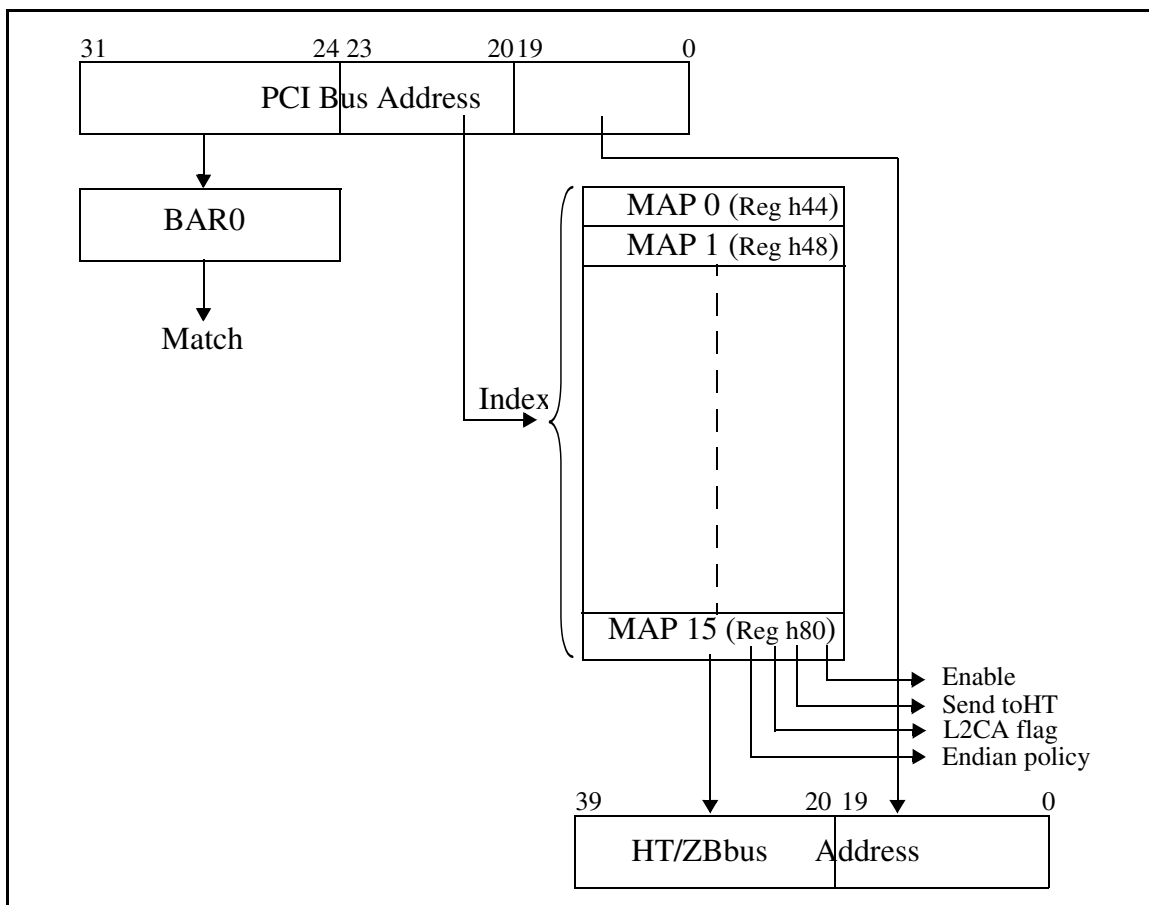 31 24 23 20 19 0
PCI Bus Address
BAR0
Match
MAP 0 (Reg h44)
MAP 1 (Reg h48)
Index
MAP 15 (Reg h80)
Enable
Send toHT
L2CA flag
Endian policy
39 20 19 0
HT/ZBbus Address